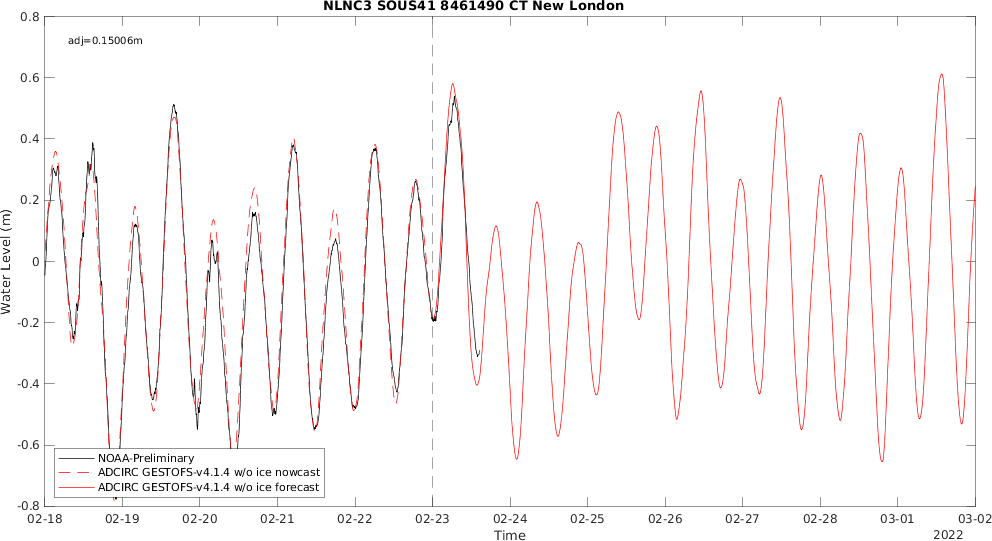 NLNC3 SOUS41 8461490 CT New London
adj=0.15006m
Water Level (m)
0.8
0.6
0.4
0.2
0
-0.2
-0.4
-0.6
-0.8
NOAA-Preliminary
ADCIRC GESTOFS-v4.1.4 w/o ice nowcast
ADCIRC GESTOFS-v4.1.4 w/o ice forecast
02-18 02-19 02-20 02-21 02-22 02-23 02-24 02-25 02-26 02-27 02-28 03-01 03-02
Time
2022